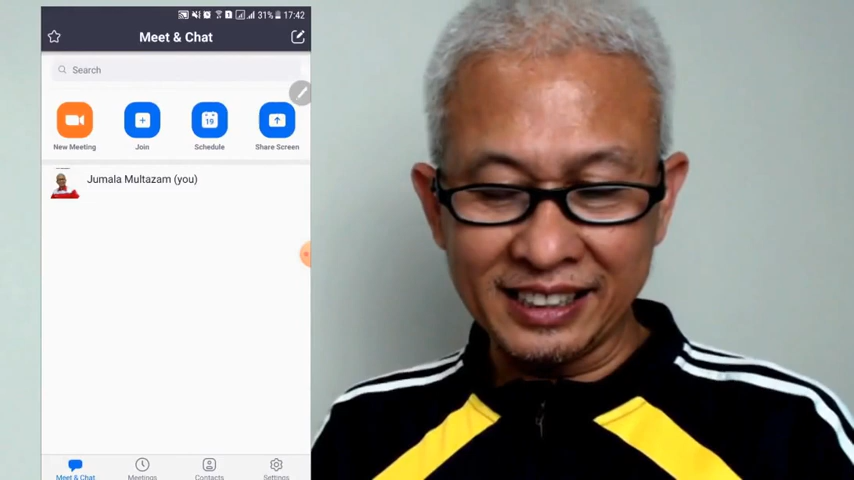 31% 17:42
Meet & Chat
Search
19
New Meeting Join Schedule Share Screen
Jumala Multazam (you)
Meet & Chat Meetings Contacts Settings